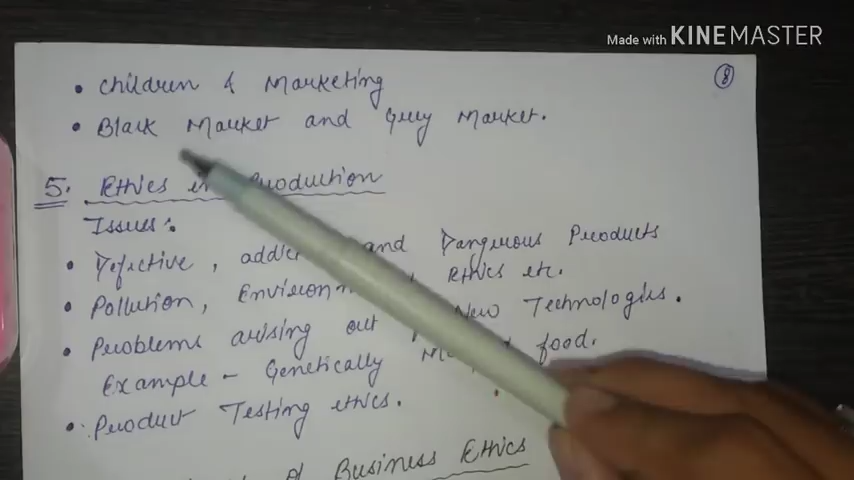 Made with KINEMASTER
8
• Children & Marketing
• Black Market and Grey Market.
5. Ethics in Production
Issues:
• Defective, and Dangerous Products
• Pollution, Ethics etc.
• Problems arising out New Technologies.
Example - Genetically food.
• Product Testing ethics.
Business Ethics